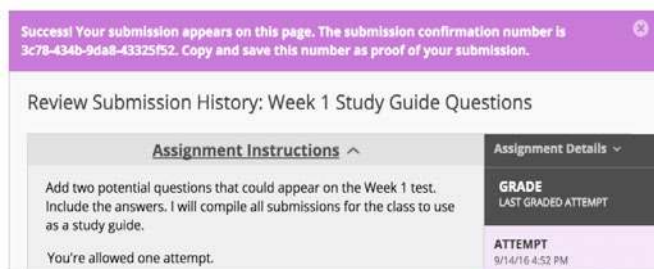 Success! Your submission appears on this page. The submission confirmation number is
3c78-434b-9da8-43325f52. Copy and save this number as proof of your submission.
Review Submission History: Week 1 Study Guide Questions
Assignment Instructions
Assignment Details
Add two potential questions that could appear on the Week 1 test.
Include the answers. I will compile all submissions for the class to use
as a study guide.
You're allowed one attempt.
GRADE
LAST GRADED ATTEMPT
ATTEMPT
9/14/16 4:52 PM